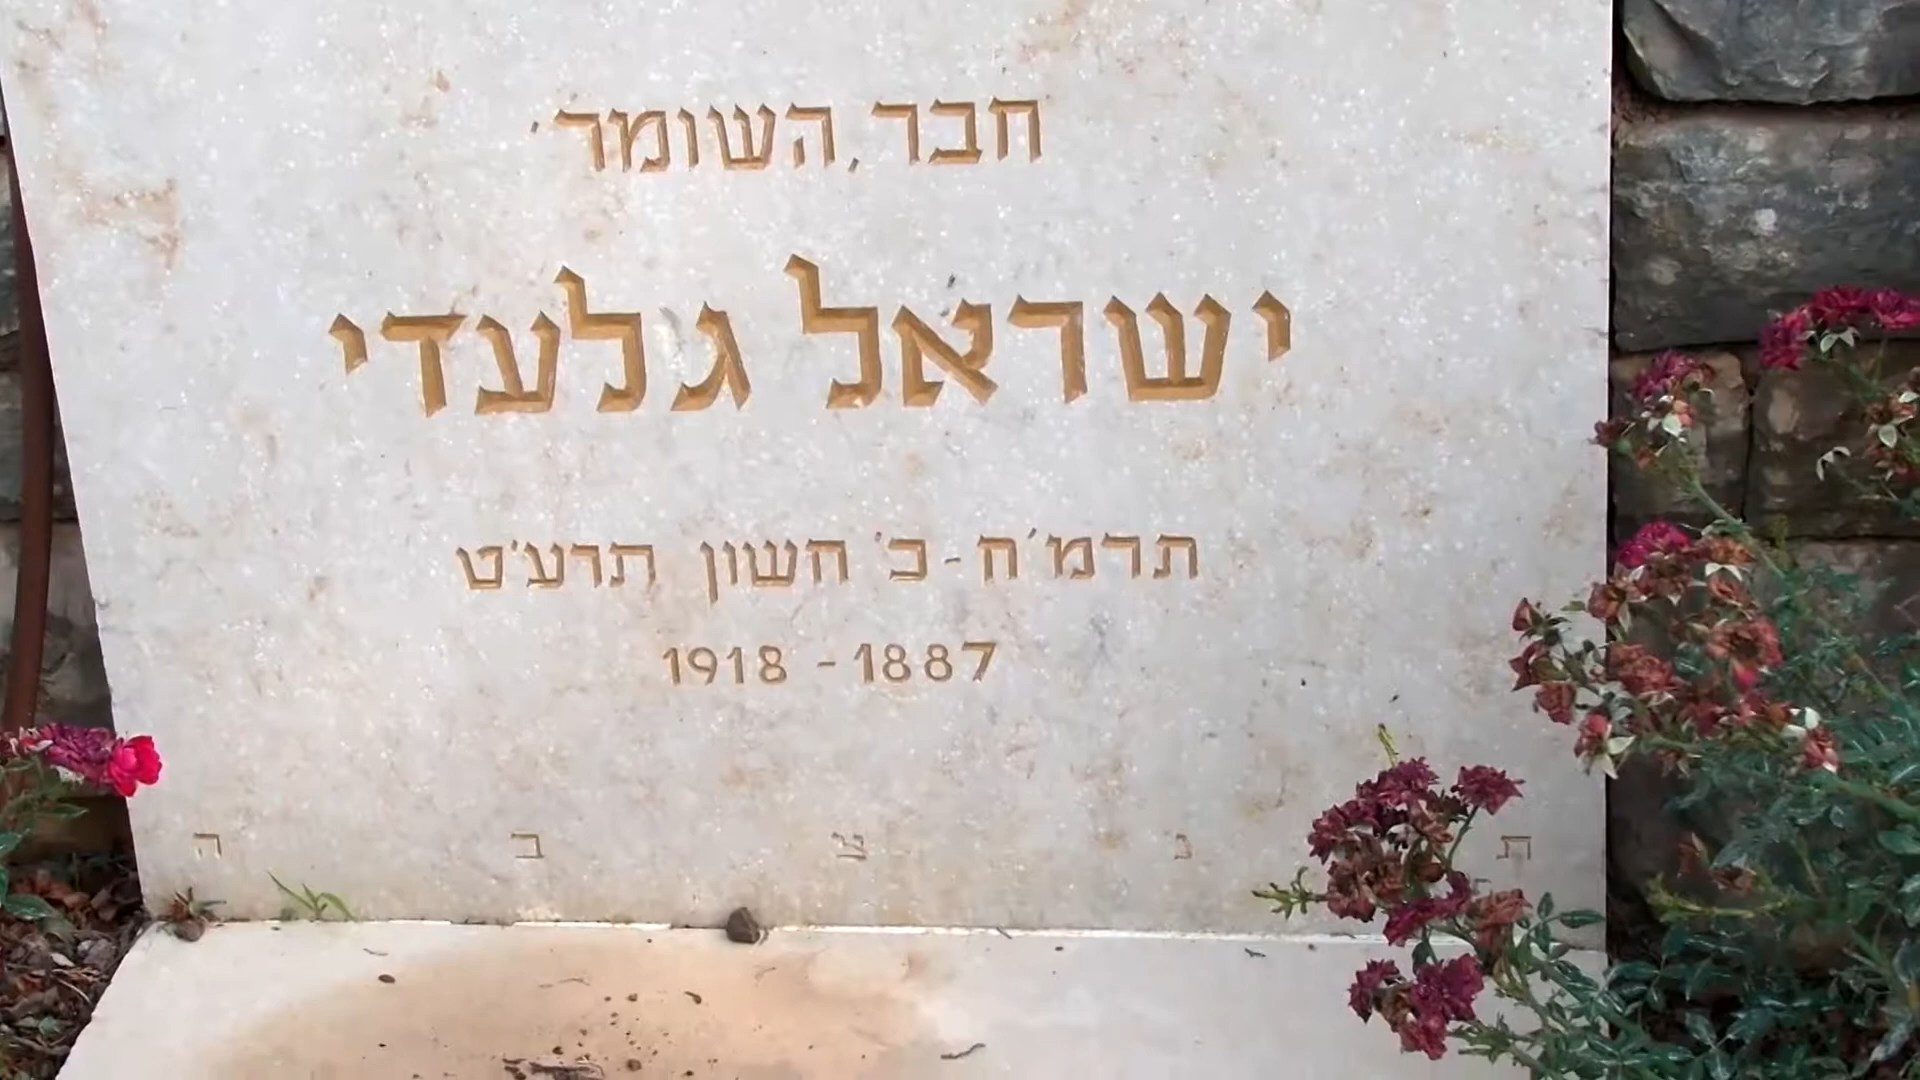 חבר ,השומר'
ישראל גלעדי
תרמ'ח - כ' חשון תרע'ט
1918 - 1887
ת נ צ ב ה